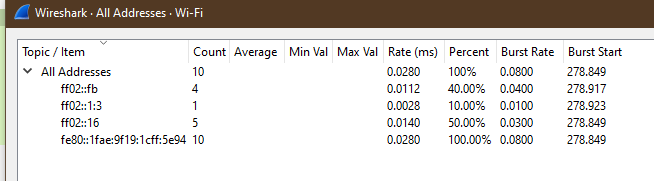 Wireshark · All Addresses · Wi-Fi
Topic / Item Count Average Min Val Max Val Rate (ms) Percent Burst Rate Burst Start
All Addresses 10 0.0280 100% 0.0800 278.849
ff02::fb 4 0.0112 40.00% 0.0400 278.917
ff02::1:3 1 0.0028 10.00% 0.0100 278.923
ff02::16 5 0.0140 50.00% 0.0300 278.849
fe80::1fae:9f19:1cff:5e94 10 0.0280 100.00% 0.0800 278.849